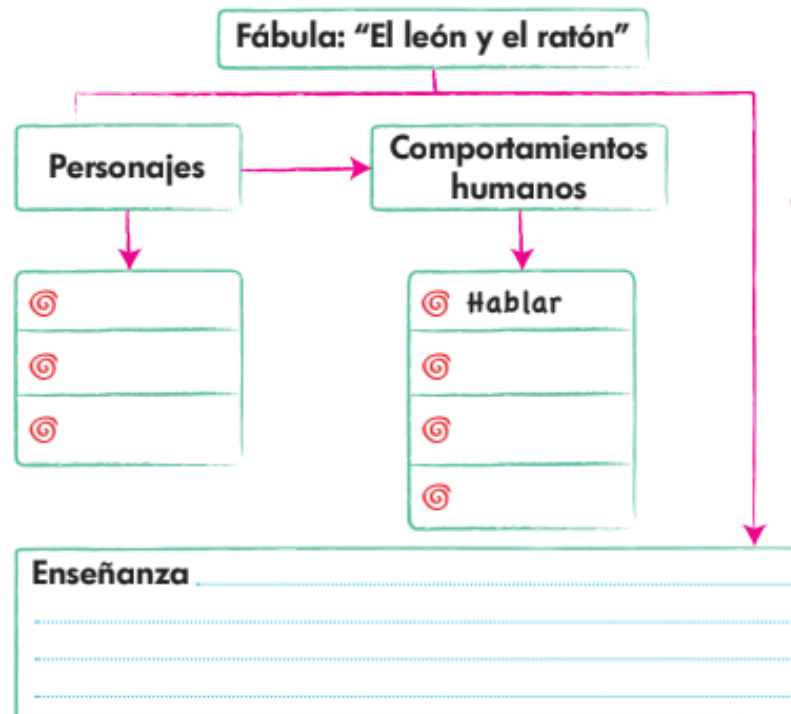 Fábula: “El león y el ratón”
Personajes
Comportamientos
humanos
Hablar
Enseñanza